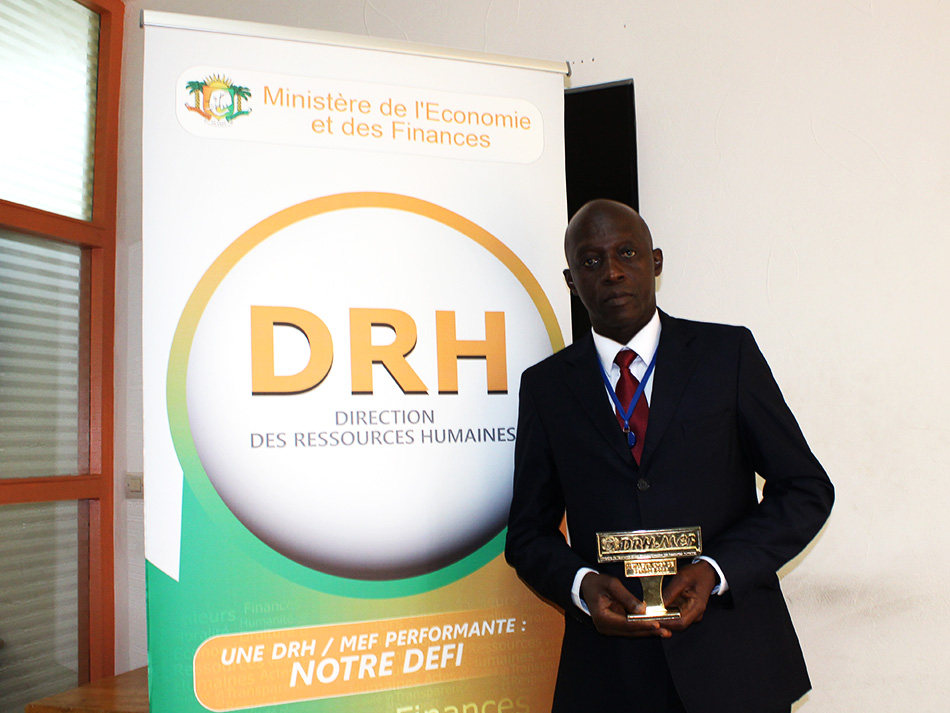 Ministère de l'Economie
et des Finances
DRH
DIRECTION
DES RESSOURCES HUMAINES
UNE DRH / MEF PERFORMANTE :
NOTRE DEFI
Finances
DRH-MEF